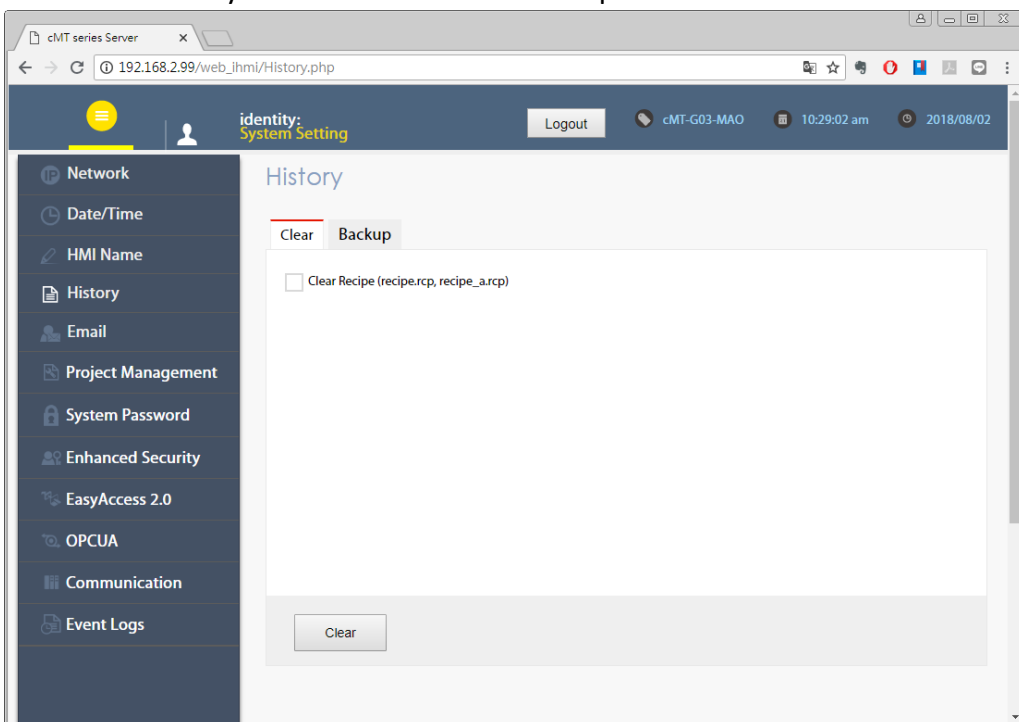 cMT series Server
192.168.2.99/web_ihmi/History.php
identity:
System Setting
Logout
cMT-G03-MAO
10:29:02 am
2018/08/02
Network
Date/Time
HMI Name
History
Email
Project Management
System Password
Enhanced Security
EasyAccess 2.0
OPCUA
Communication
Event Logs
History
Clear Backup
Clear Recipe (recipe.rcp, recipe_a.rcp)
Clear